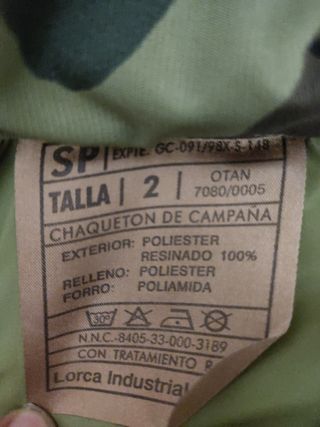 SP EXPTE. GC-091/98X-S-148
TALLA 2 OTAN 7080/0005
CHAQUETON DE CAMPAÑA
EXTERIOR: POLIESTER
RESINADO 100%
RELLENO: POLIESTER
FORRO: POLIAMIDA
30º
N.N.C.-8405-33-000-3189
CON TRATAMIENTO R
Lorca Industrial